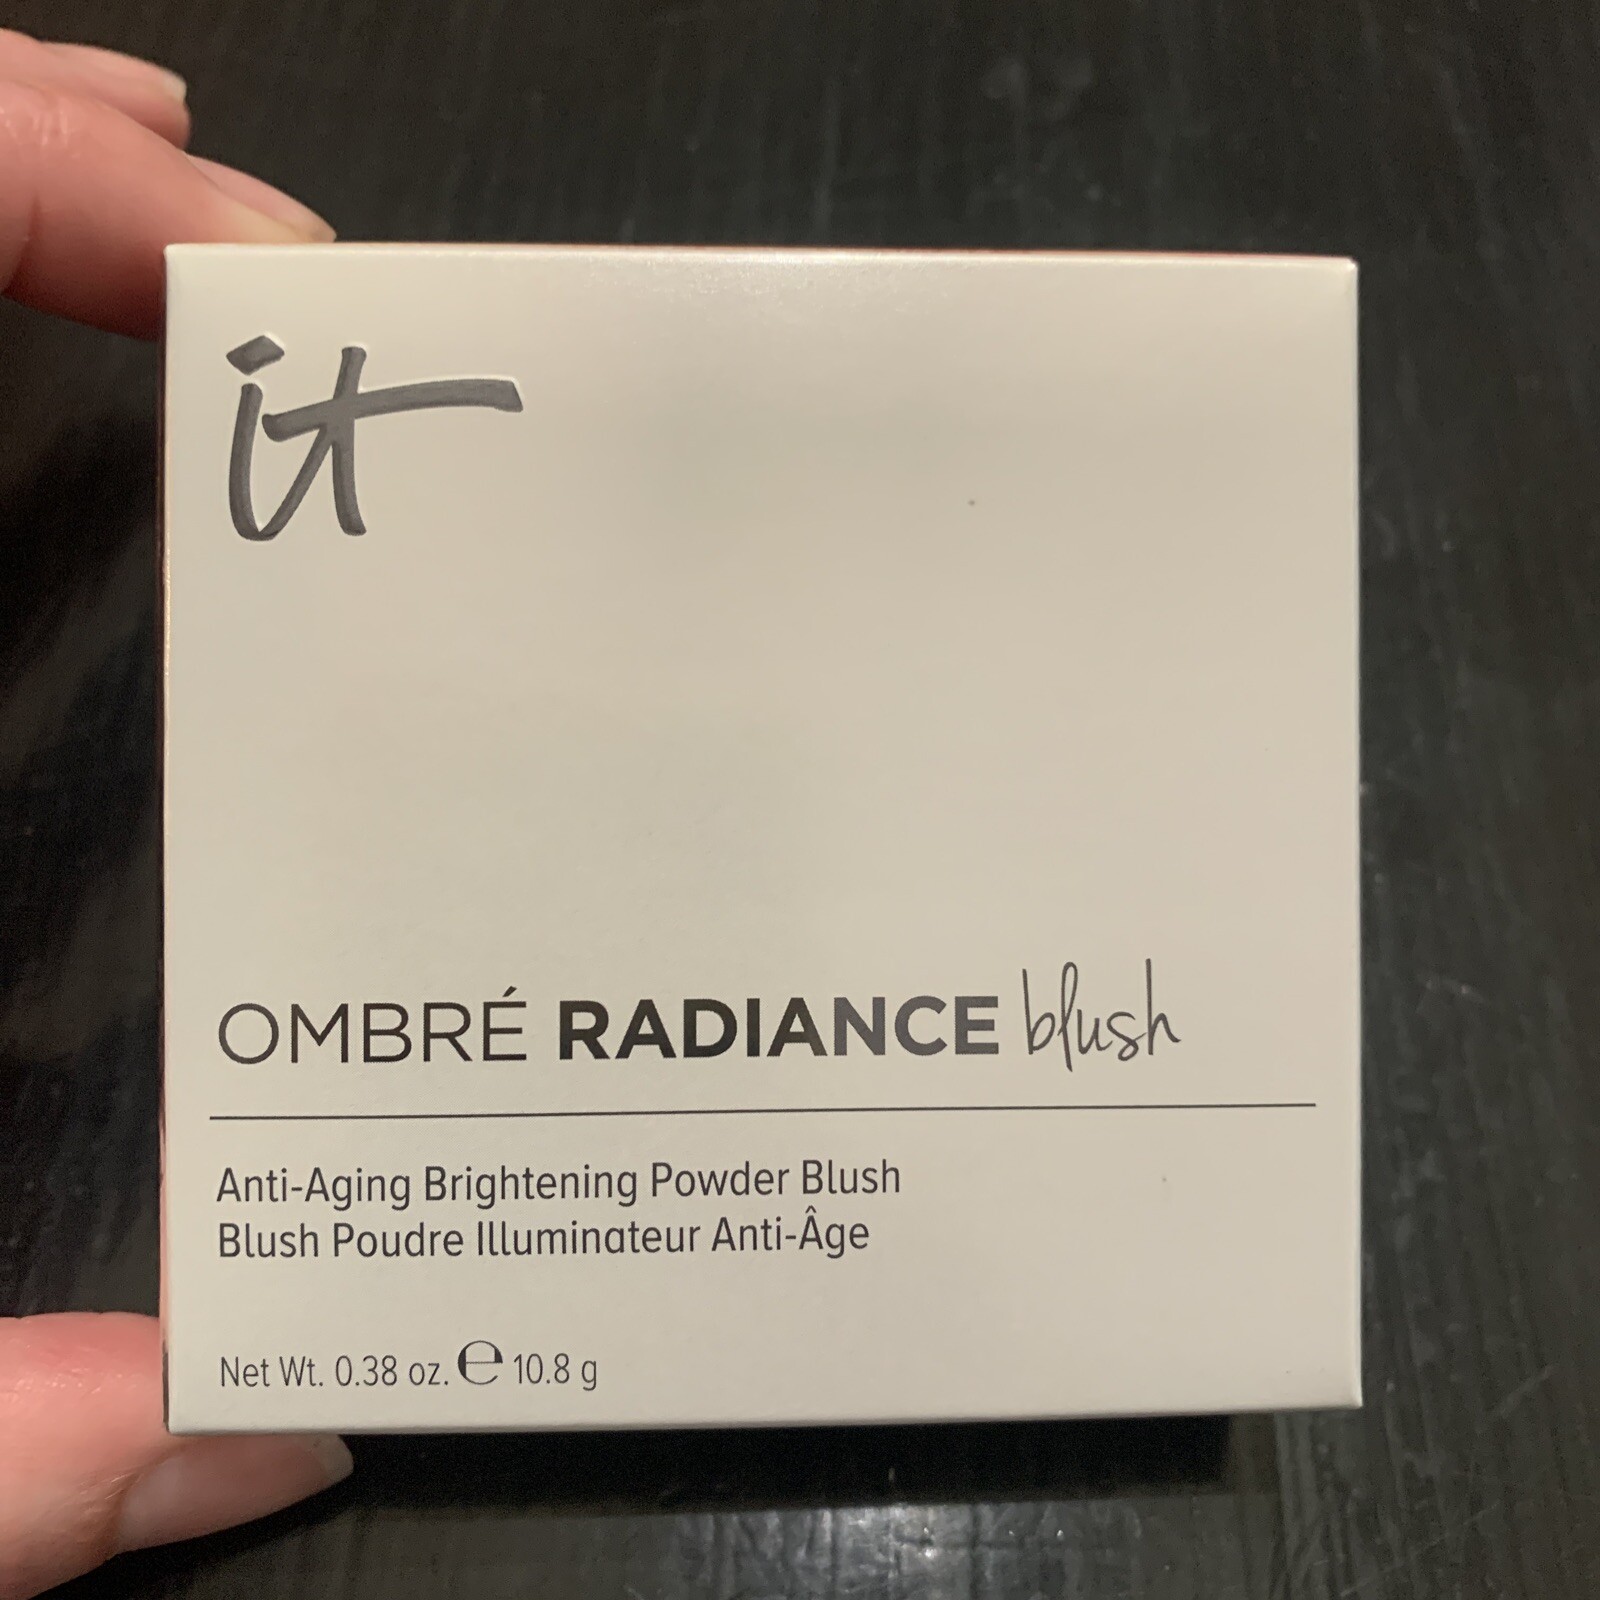 it
OMBRÉ RADIANCE blush
Anti-Aging Brightening Powder Blush
Blush Poudre Illuminateur Anti-Âge
Net Wt. 0.38 oz. ℮ 10.8 g